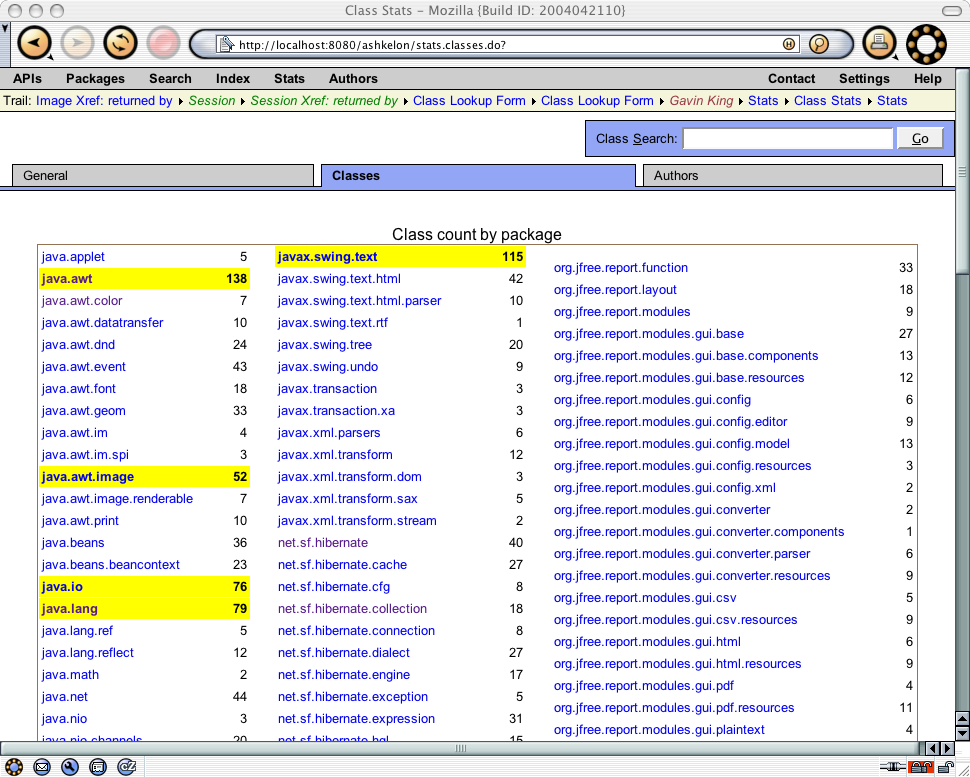 Class Stats – Mozilla {Build ID: 2004042110}
http://localhost:8080/ashkelon/stats.classes.do?
APIs Packages Search Index Stats Authors Contact Settings Help
Trail: Image Xref: returned by Session Session Xref: returned by Class Lookup Form Class Lookup Form Gavin King Stats Class Stats Stats
Class Search: Go
General Classes Authors
Class count by package
java.applet 5
java.awt 138
java.awt.color 7
java.awt.datatransfer 10
java.awt.dnd 24
java.awt.event 43
java.awt.font 18
java.awt.geom 33
java.awt.im 4
java.awt.im.spi 3
java.awt.image 52
java.awt.image.renderable 7
java.awt.print 10
java.beans 36
java.beans.beancontext 23
java.io 76
java.lang 79
java.lang.ref 5
java.lang.reflect 12
java.math 2
java.net 44
java.nio 3
java.nio.channels 20
javax.swing.text 115
javax.swing.text.html 42
javax.swing.text.html.parser 10
javax.swing.text.rtf 1
javax.swing.tree 20
javax.swing.undo 9
javax.transaction 3
javax.transaction.xa 3
javax.xml.parsers 6
javax.xml.transform 12
javax.xml.transform.dom 3
javax.xml.transform.sax 5
javax.xml.transform.stream 2
net.sf.hibernate 40
net.sf.hibernate.cache 27
net.sf.hibernate.cfg 8
net.sf.hibernate.collection 18
net.sf.hibernate.connection 8
net.sf.hibernate.dialect 27
net.sf.hibernate.engine 17
net.sf.hibernate.exception 5
net.sf.hibernate.expression 31
net.sf.hibernate.hql 15
org.jfree.report.function 33
org.jfree.report.layout 18
org.jfree.report.modules 9
org.jfree.report.modules.gui.base 27
org.jfree.report.modules.gui.base.components 13
org.jfree.report.modules.gui.base.resources 12
org.jfree.report.modules.gui.config 6
org.jfree.report.modules.gui.config.editor 9
org.jfree.report.modules.gui.config.model 13
org.jfree.report.modules.gui.config.resources 3
org.jfree.report.modules.gui.config.xml 2
org.jfree.report.modules.gui.converter 2
org.jfree.report.modules.gui.converter.components 1
org.jfree.report.modules.gui.converter.parser 6
org.jfree.report.modules.gui.converter.resources 9
org.jfree.report.modules.gui.csv 5
org.jfree.report.modules.gui.csv.resources 9
org.jfree.report.modules.gui.html 6
org.jfree.report.modules.gui.html.resources 9
org.jfree.report.modules.gui.pdf 4
org.jfree.report.modules.gui.pdf.resources 11
org.jfree.report.modules.gui.plaintext 4